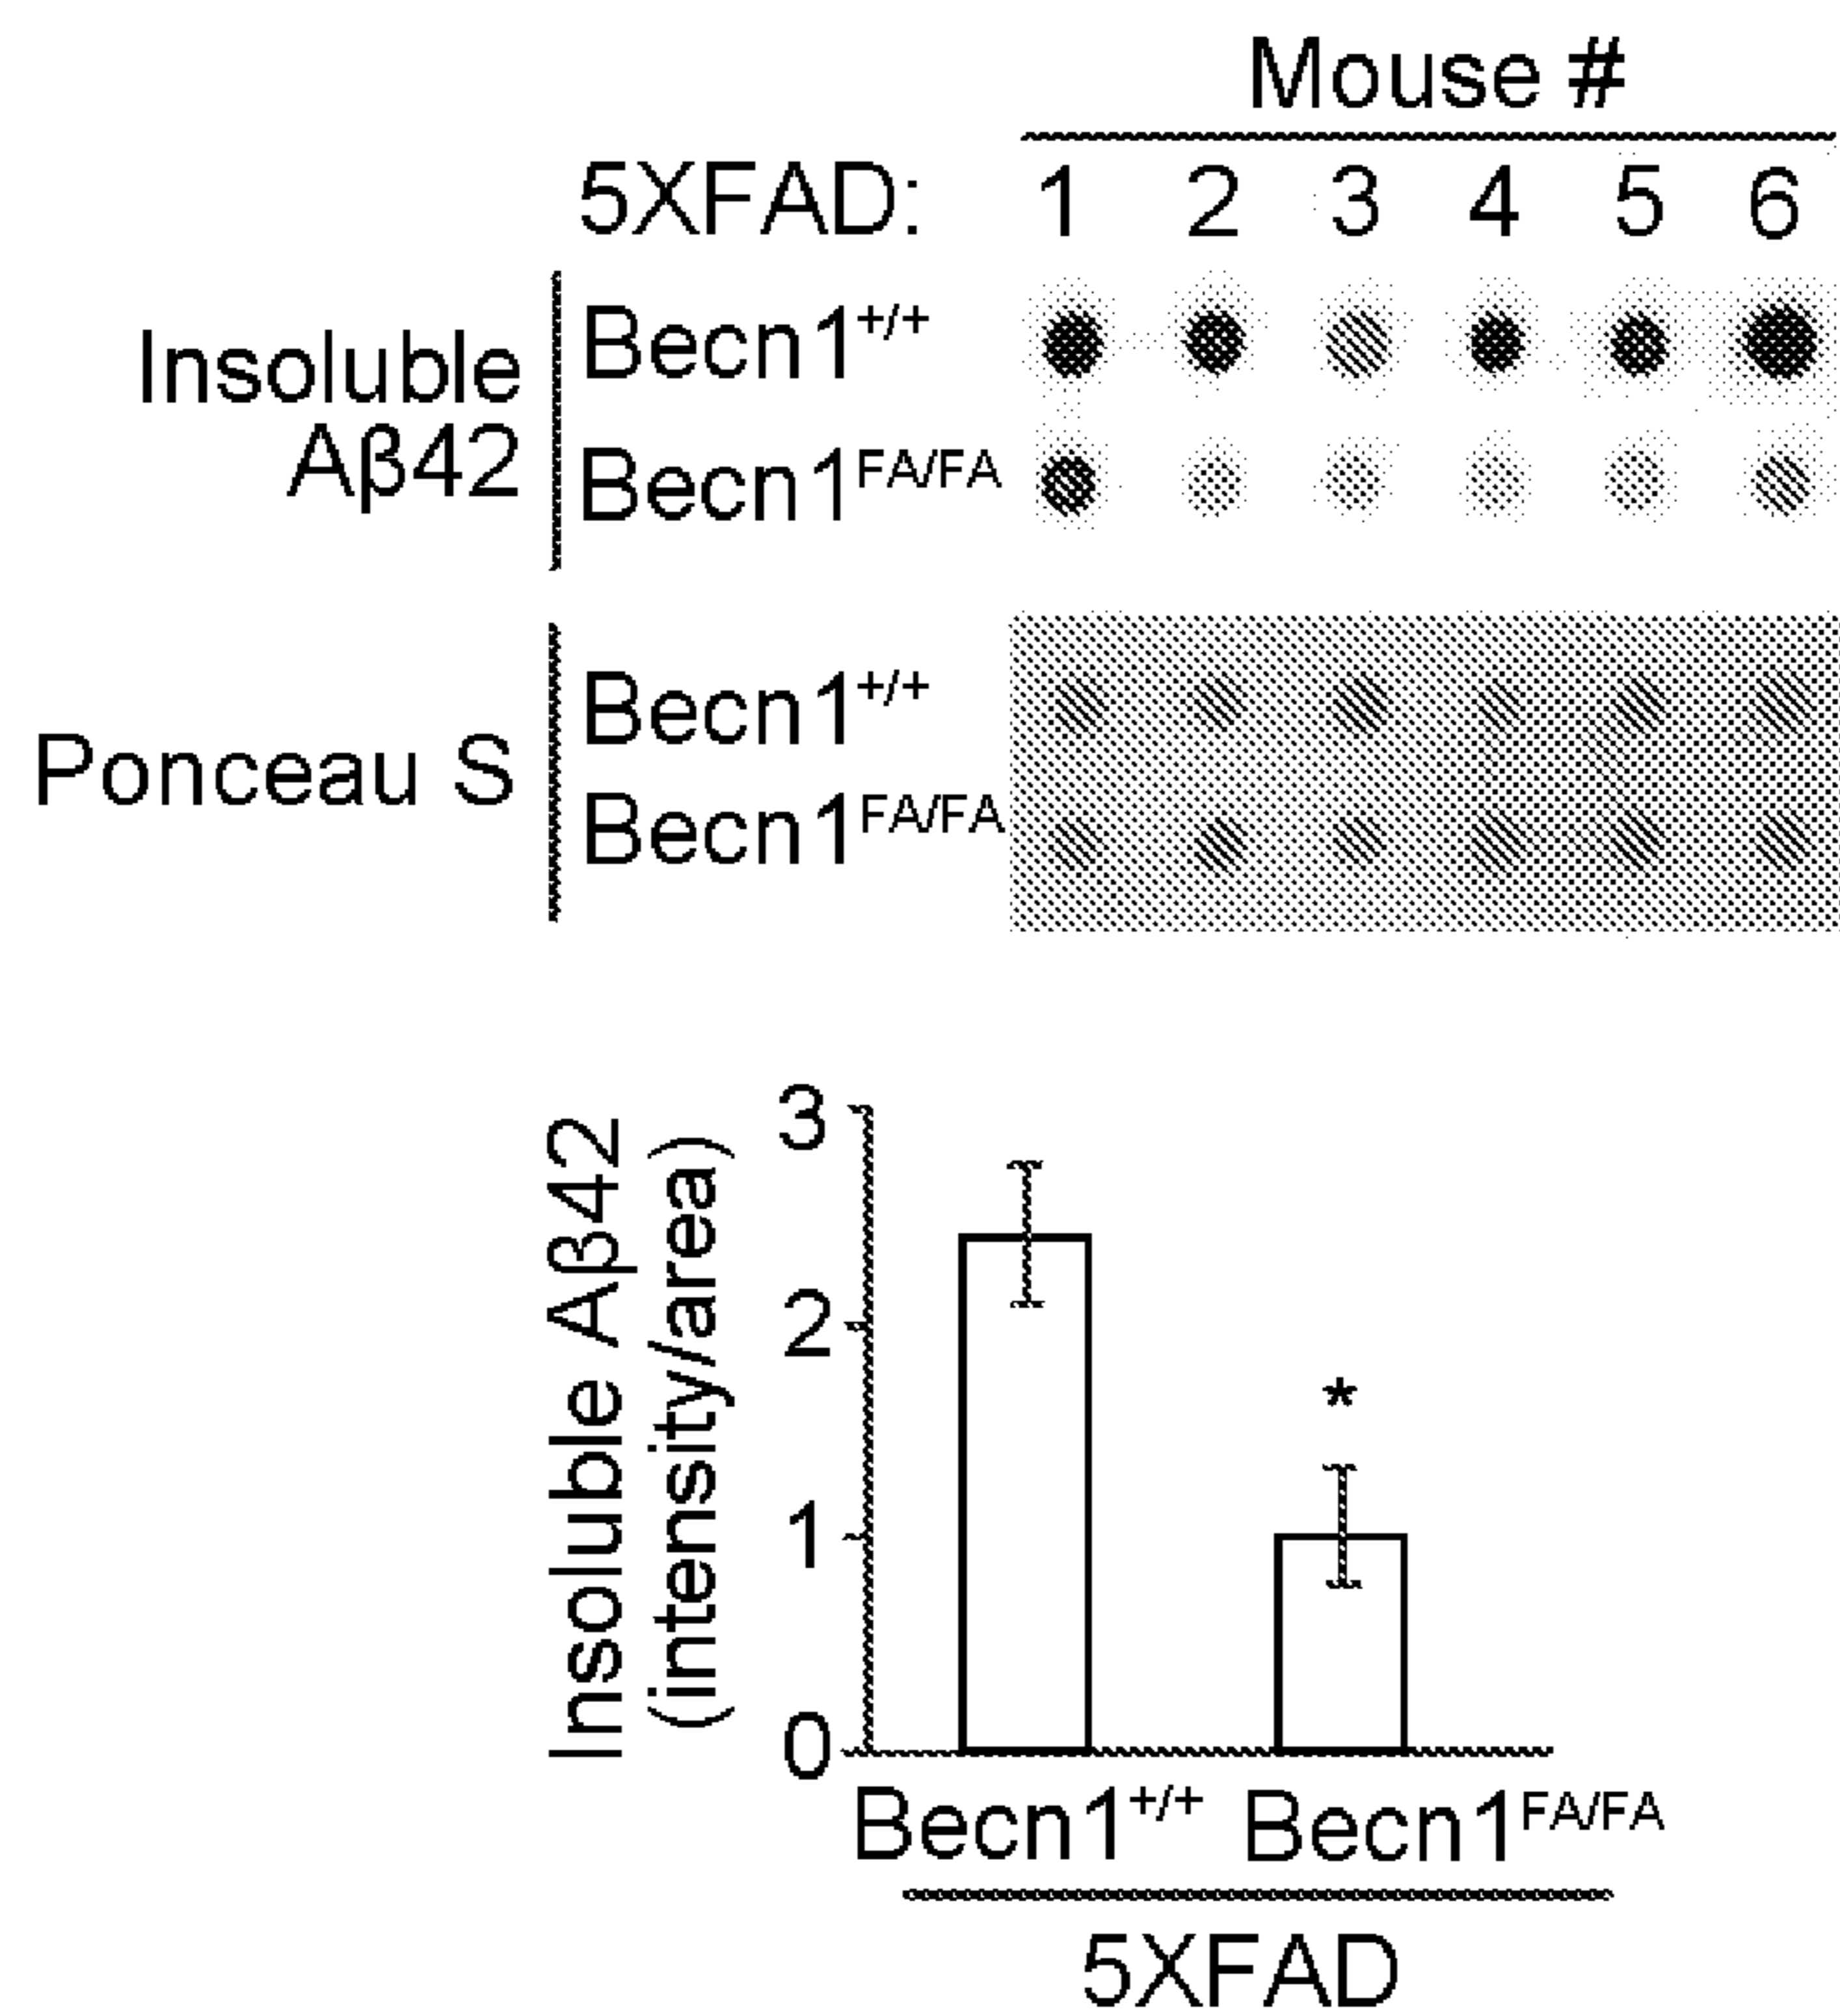 Mouse #
5XFAD: 1 2 3 4 5 6
Insoluble
Aβ42
Becn1+/+
Becn1FA/FA
Ponceau S
Becn1+/+
Becn1FA/FA
Insoluble Aβ42
(intensity/area)
3
2
1
0
*
Becn1+/+ Becn1FA/FA
5XFAD